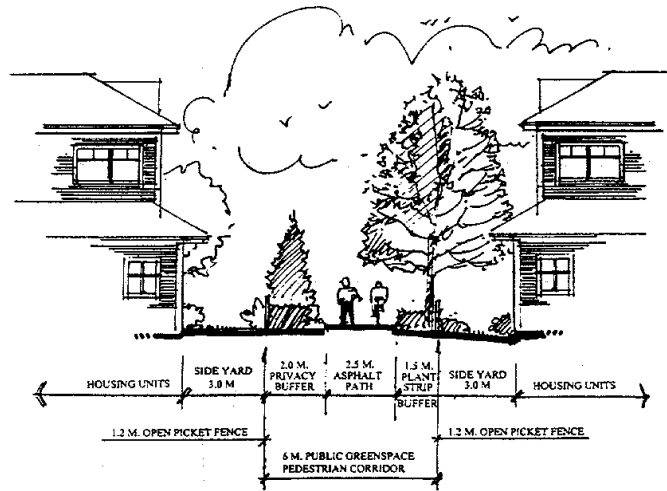 HOUSING UNITS
SIDE YARD
3.0 M
2.0 M.
PRIVACY
BUFFER
2.5 M.
ASPHALT
PATH
1.5 M.
PLANT
STRIP
BUFFER
SIDE YARD
3.0 M
HOUSING UNITS
1.2 M. OPEN PICKET FENCE
1.2 M. OPEN PICKET FENCE
6 M. PUBLIC GREENSPACE
PEDESTRIAN CORRIDOR